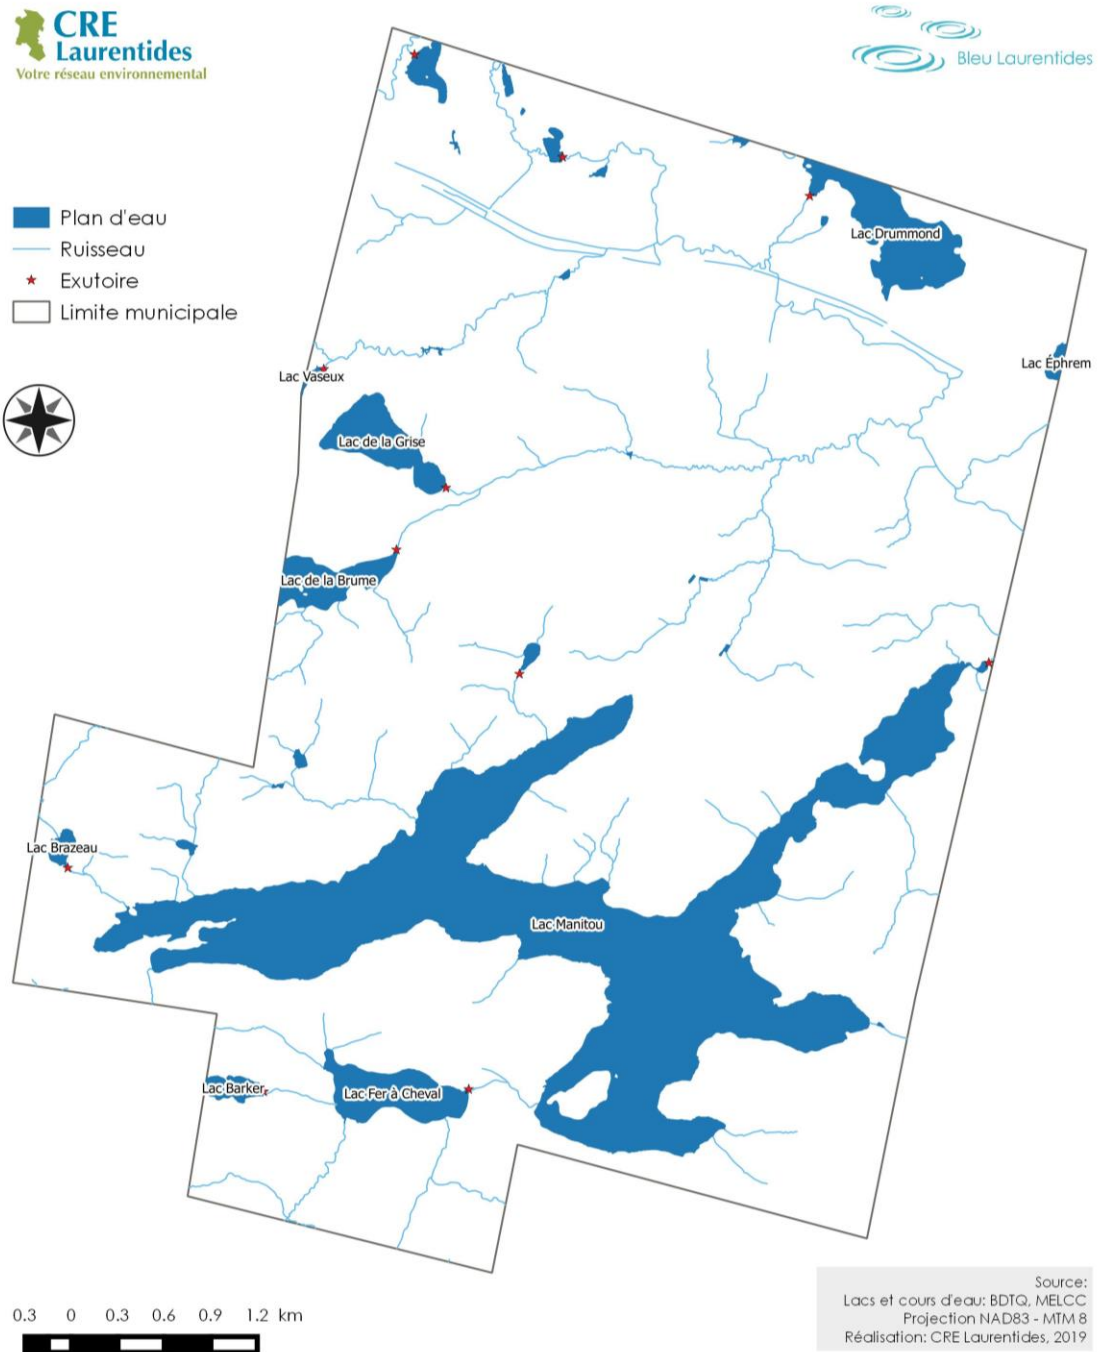 CRE
Laurentides
Votre réseau environnemental
Bleu Laurentides
Plan d'eau
Ruisseau
Exutoire
Limite municipale
Lac Drummond
Lac Éphrem
Lac Vaseux
Lac de la Grise
Lac de la Brume
Lac Brazeau
Lac Manitou
Lac Barker
Lac Fer à Cheval
0.3 0 0.3 0.6 0.9 1.2 km
Source:
Lacs et cours d'eau: BDTQ, MELCC
Projection NAD83 - MTM 8
Réalisation: CRE Laurentides, 2019